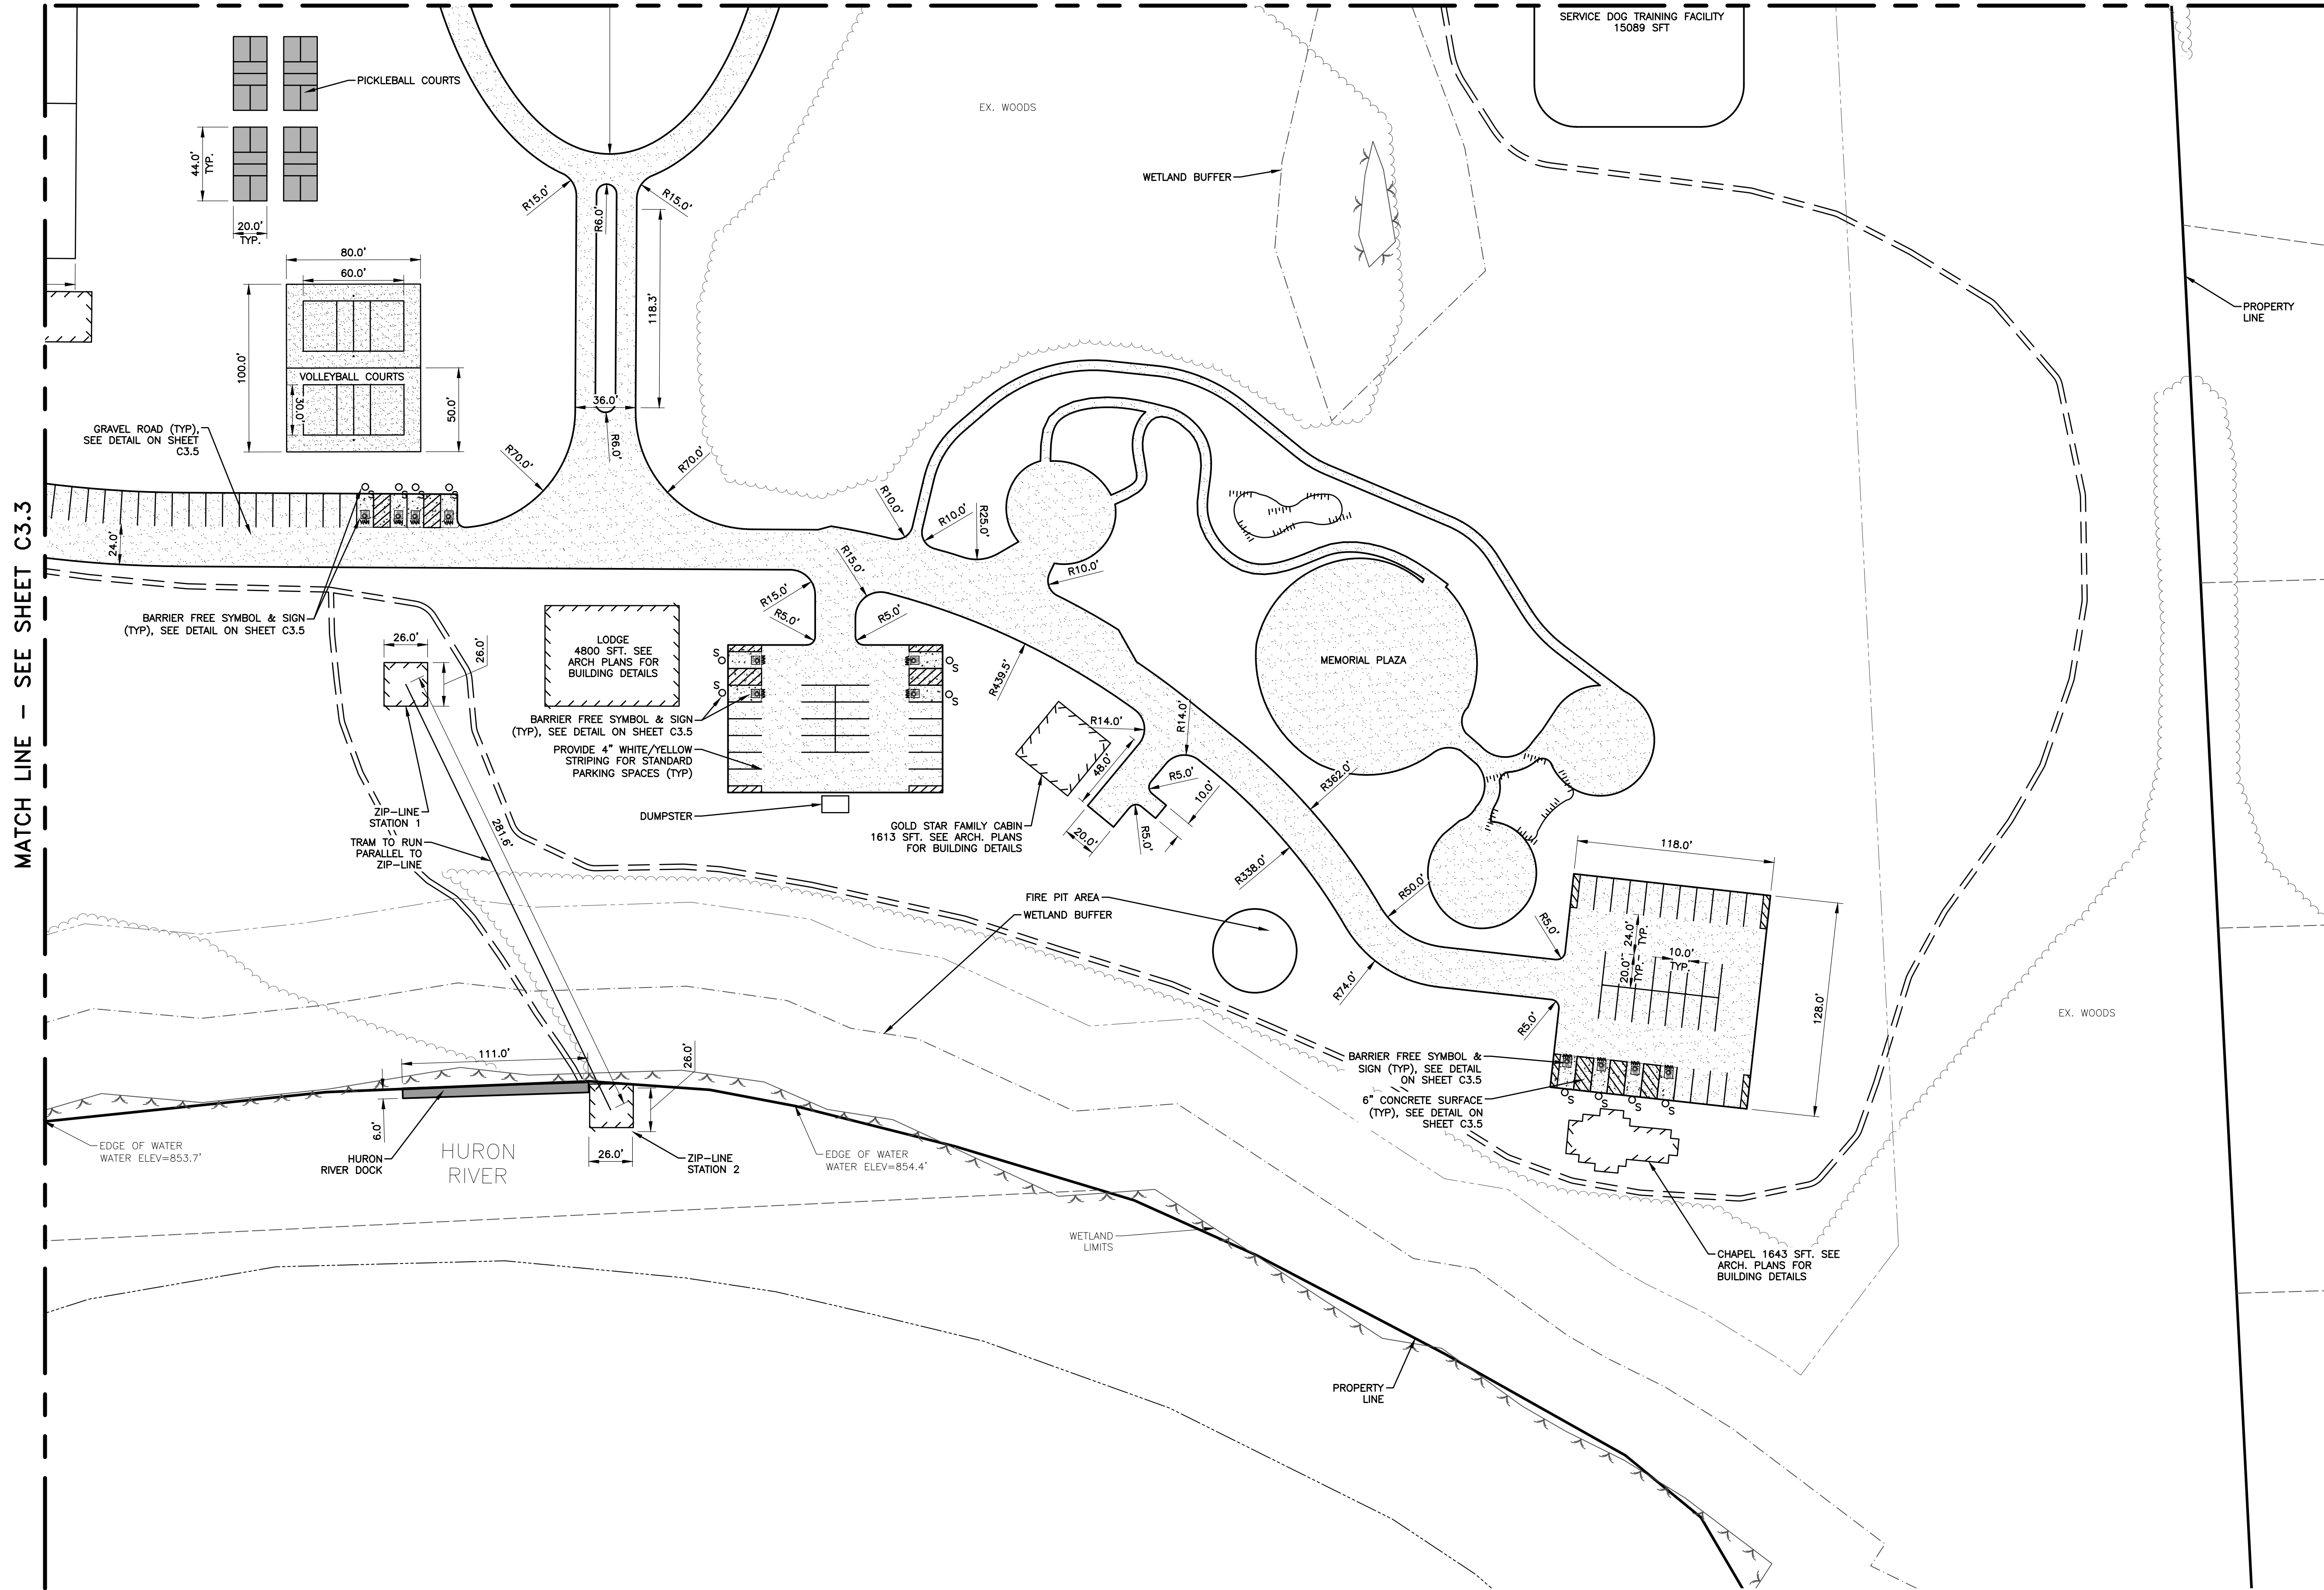 SERVICE DOG TRAINING FACILITY
15089 SFT
PICKLEBALL COURTS
EX. WOODS
44.0'
TYP.
WETLAND BUFFER
R15.0'
R6.0'
R15.0'
20.0'
TYP.
80.0'
60.0'
118.3'
PROPERTY
LINE
100.0'
VOLLEYBALL COURTS
30.0'
50.0'
36.0'
R6.0'
GRAVEL ROAD (TYP),
SEE DETAIL ON SHEET
C3.5
R70.0'
R70.0'
S
S
S
S
24.0'
R10.0'
R10.0'
R25.0'
R15.0'
R10.0'
MATCH LINE - SEE SHEET C3.3
BARRIER FREE SYMBOL & SIGN
(TYP), SEE DETAIL ON SHEET C3.5
R15.0'
R5.0'
R5.0'
26.0'
26.0'
LODGE
4800 SFT. SEE
ARCH PLANS FOR
BUILDING DETAILS
S
S
S
S
R439.5'
MEMORIAL PLAZA
BARRIER FREE SYMBOL & SIGN
(TYP), SEE DETAIL ON SHEET C3.5
PROVIDE 4" WHITE/YELLOW
STRIPING FOR STANDARD
PARKING SPACES (TYP)
R14.0'
R14.0'
48.0'
R5.0'
10.0'
R362.0'
20.0'
R5.0'
DUMPSTER
ZIP-LINE
STATION 1
GOLD STAR FAMILY CABIN
1613 SFT. SEE ARCH. PLANS
FOR BUILDING DETAILS
281.6'
TRAM TO RUN
PARALLEL TO
ZIP-LINE
118.0'
R338.0'
R50.0'
FIRE PIT AREA
WETLAND BUFFER
R5.0'
24.0'
TYP.
10.0'
TYP.
20.0'
TYP.
R74.0'
128.0'
R5.0'
EX. WOODS
111.0'
26.0'
BARRIER FREE SYMBOL &
SIGN (TYP), SEE DETAIL
ON SHEET C3.5
6" CONCRETE SURFACE
(TYP), SEE DETAIL ON
SHEET C3.5
S
S
S
S
6.0'
EDGE OF WATER
WATER ELEV=853.7'
HURON
RIVER DOCK
HURON
RIVER
26.0'
ZIP-LINE
STATION 2
EDGE OF WATER
WATER ELEV=854.4'
WETLAND
LIMITS
CHAPEL 1643 SFT. SEE
ARCH. PLANS FOR
BUILDING DETAILS
PROPERTY
LINE